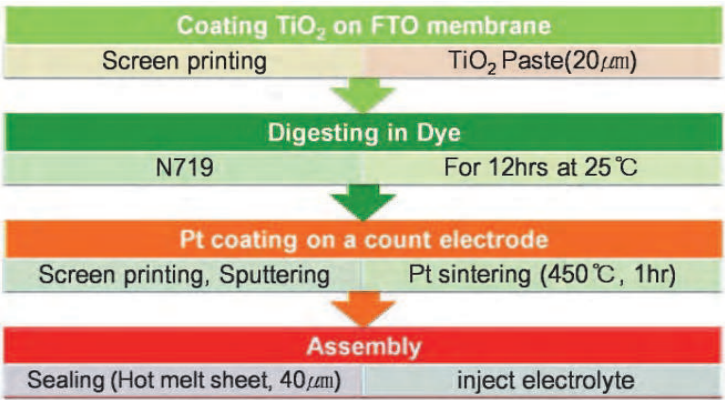 Coating TiO₂ on FTO membrane
Screen printing TiO₂ Paste(20㎛)
Digesting in Dye
N719 For 12hrs at 25℃
Pt coating on a count electrode
Screen printing, Sputtering Pt sintering (450℃, 1hr)
Assembly
Sealing (Hot melt sheet, 40㎛) inject electrolyte